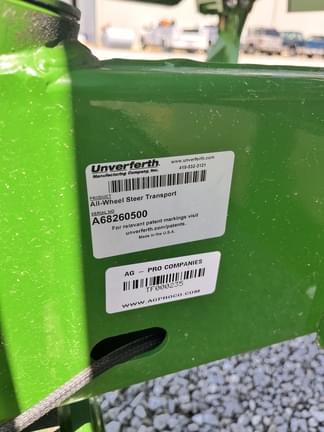 Unverferth
Manufacturing Company, Inc.
www.unverferth.com
419-532-3121
PRODUCT
All-Wheel Steer Transport
SERIAL NO.
A68260500
For relevant patent markings visit
unverferth.com/patents.
Made in the U.S.A.
AG - PRO COMPANIES
TF000235
WWW.AGPROCO.COM